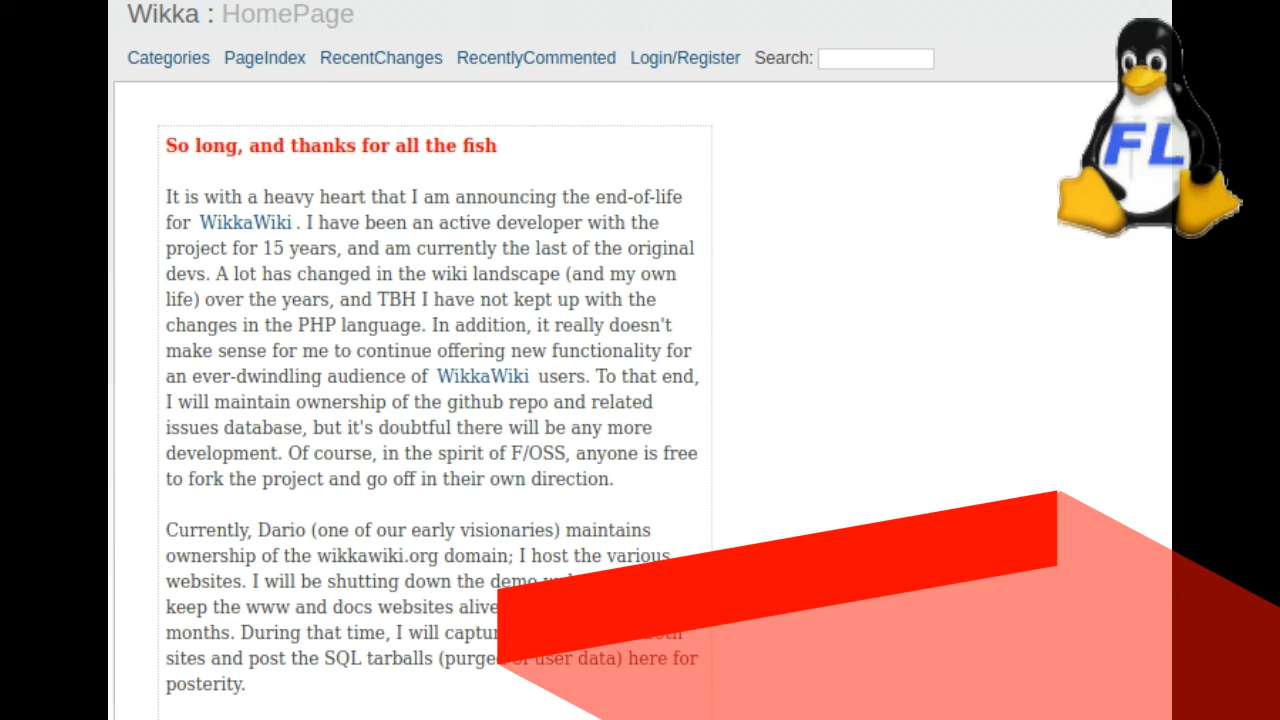 Wikka : HomePage
Categories PageIndex RecentChanges RecentlyCommented Login/Register Search:
FL
So long, and thanks for all the fish
It is with a heavy heart that I am announcing the end-of-life
for WikkaWiki . I have been an active developer with the
project for 15 years, and am currently the last of the original
devs. A lot has changed in the wiki landscape (and my own
life) over the years, and TBH I have not kept up with the
changes in the PHP language. In addition, it really doesn't
make sense for me to continue offering new functionality for
an ever-dwindling audience of WikkaWiki users. To that end,
I will maintain ownership of the github repo and related
issues database, but it's doubtful there will be any more
development. Of course, in the spirit of F/OSS, anyone is free
to fork the project and go off in their own direction.
Currently, Dario (one of our early visionaries) maintains
ownership of the wikkawiki.org domain; I host the various
websites. I will be shutting down the demo
keep the www and docs websites alive
months. During that time, I will
sites and post the SQL tarballs (purged of user data) here for
posterity.